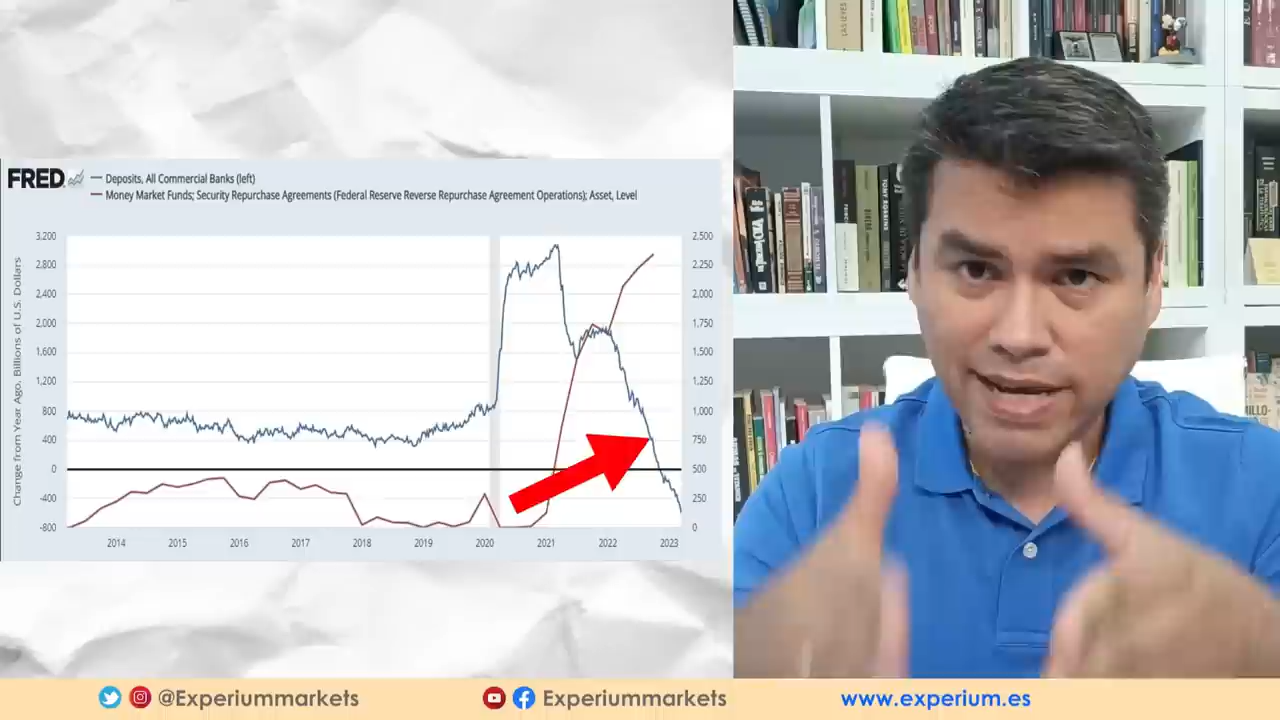 FRED
Deposits, All Commercial Banks (left)
Money Market Funds; Security Repurchase Agreements (Federal Reserve Reverse Repurchase Agreement Operations); Asset, Level
Change from Year Ago, Billions of U.S. Dollars
3,200
2,800
2,400
2,000
1,600
1,200
800
400
0
-400
-800
2,500
2,250
2,000
1,750
1,500
1,250
1,000
750
500
250
0
2014 2015 2016 2017 2018 2019 2020 2021 2022 2023
TONY ROBBINS
@Experiummarkets
Experiummarkets
www.experium.es